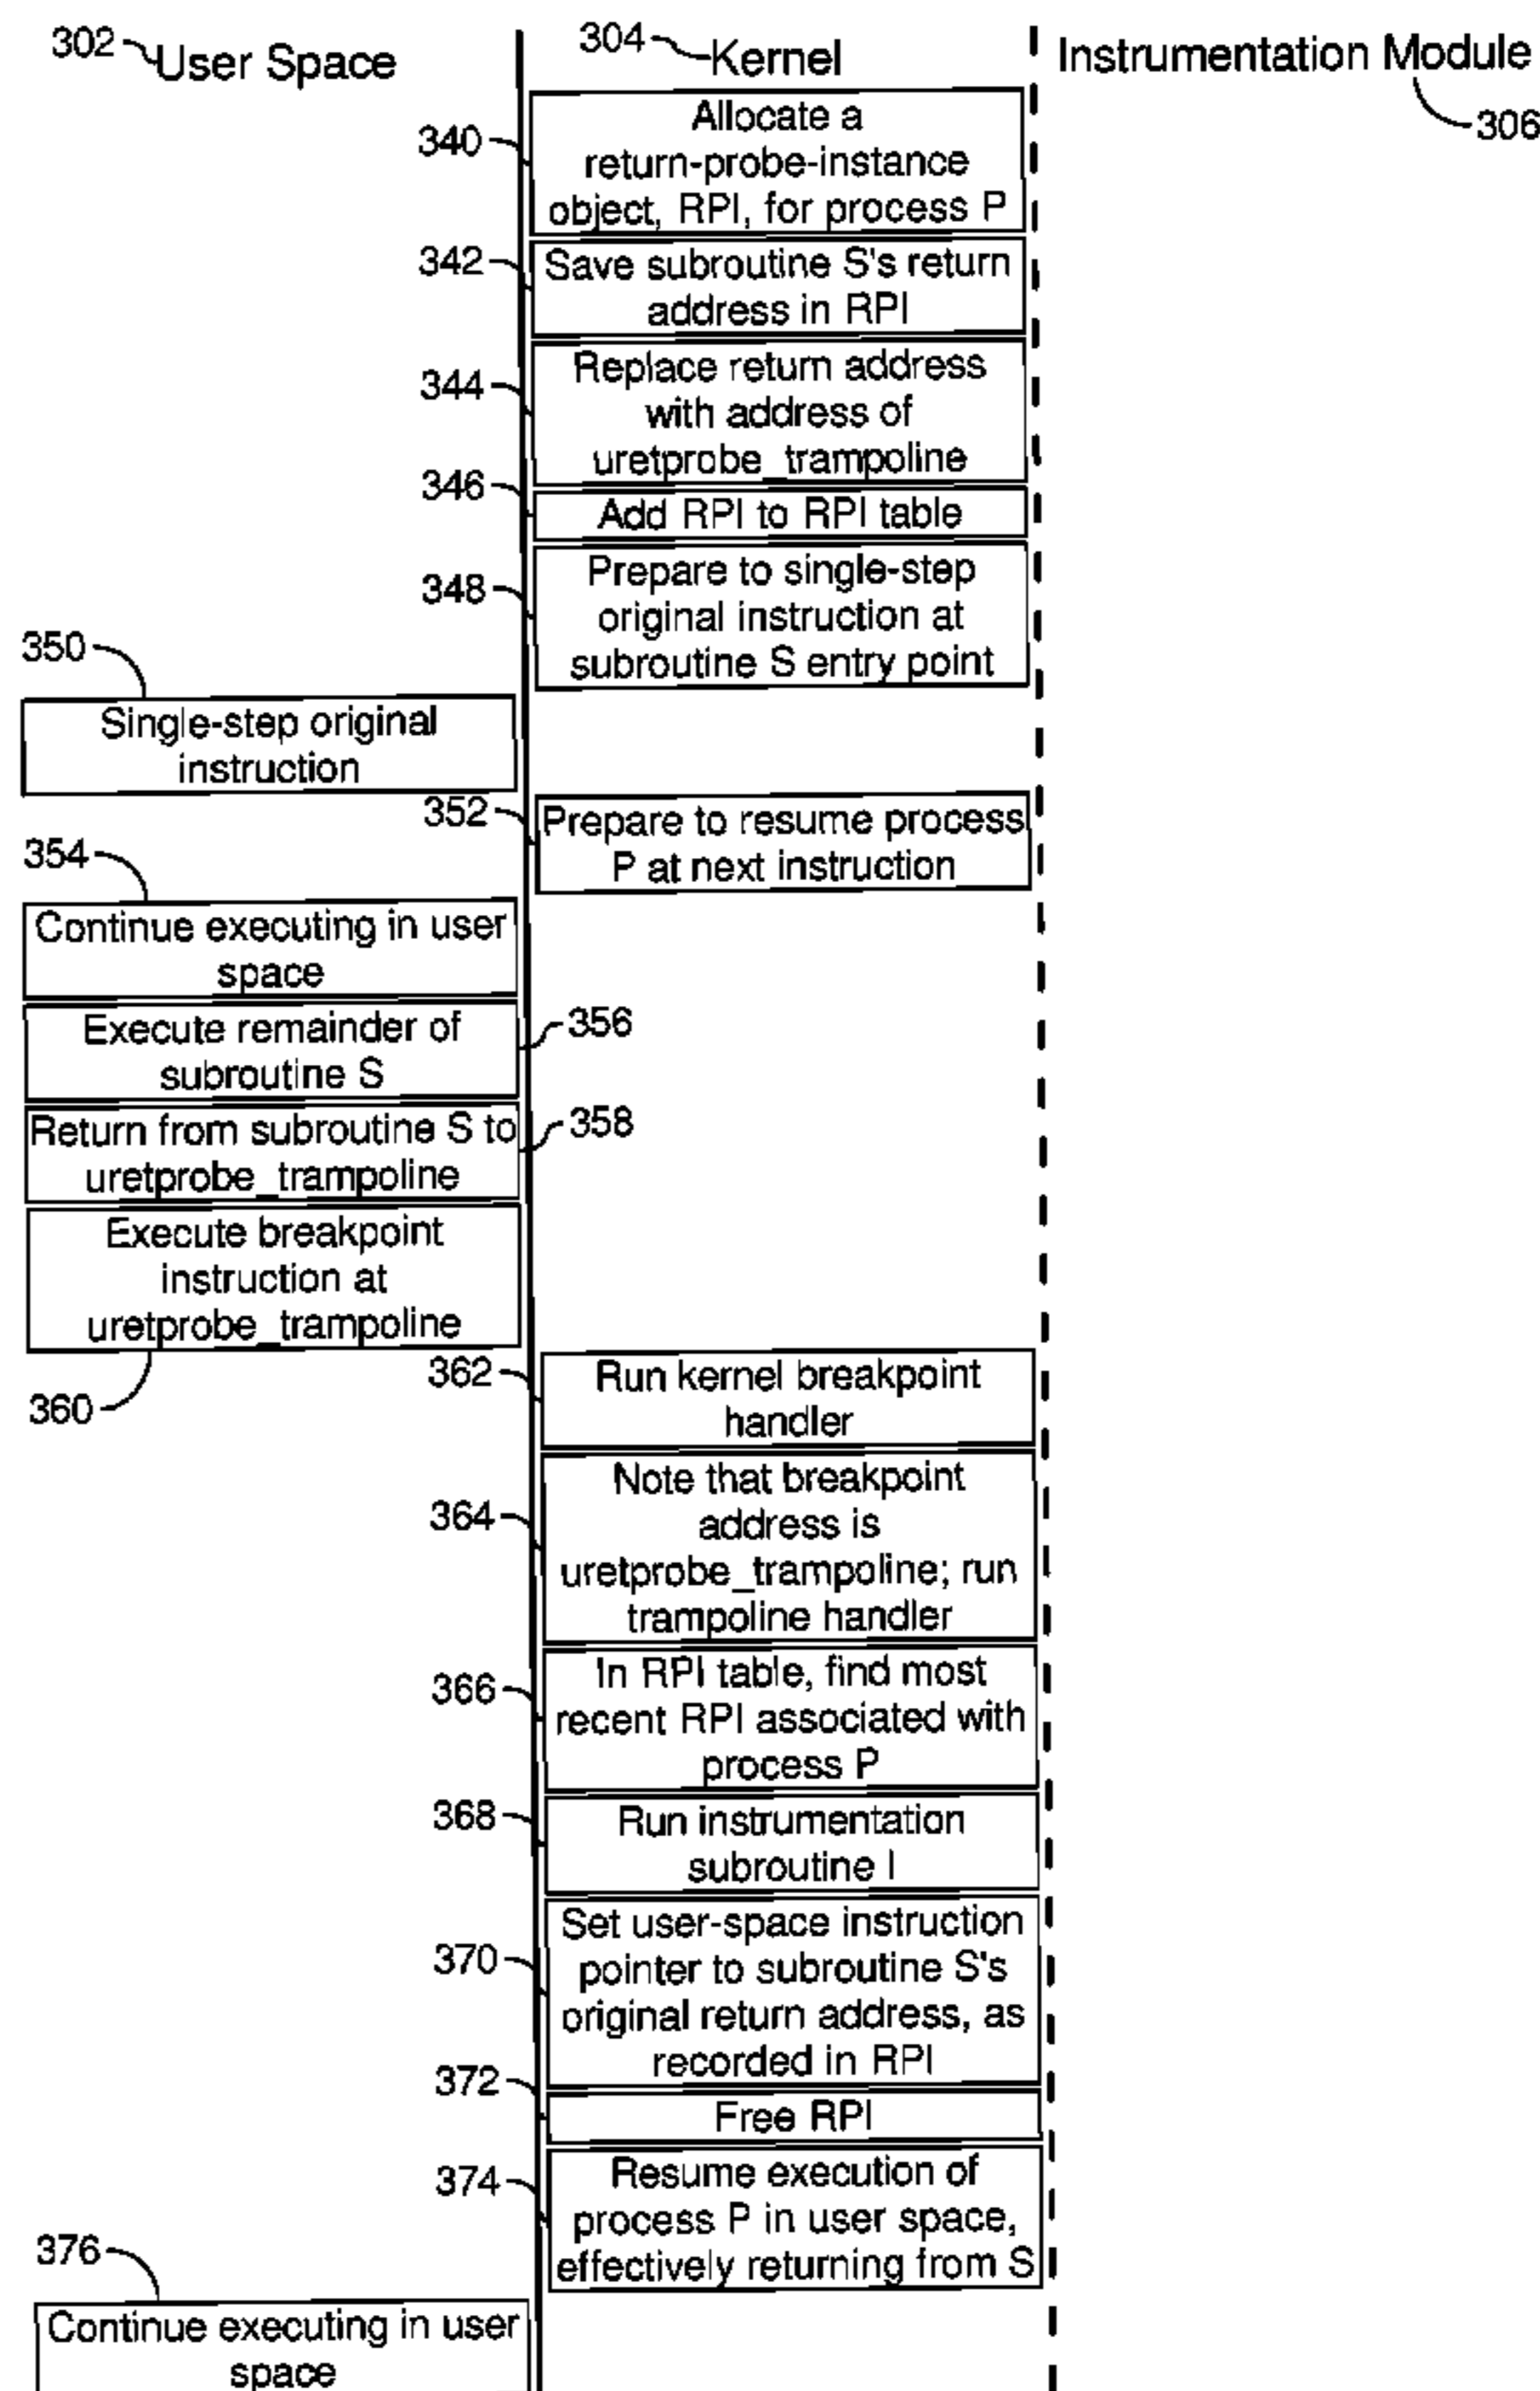 302 User Space
304 Kernel
Instrumentation Module
306
340
Allocate a
return-probe-instance
object, RPI, for process P
342
Save subroutine S's return
address in RPI
344
Replace return address
with address of
uretprobe_trampoline
346
Add RPI to RPI table
348
Prepare to single-step
original instruction at
subroutine S entry point
350
Single-step original
instruction
352
Prepare to resume process
P at next instruction
354
Continue executing in user
space
356
Execute remainder of
subroutine S
358
Return from subroutine S to
uretprobe_trampoline
Execute breakpoint
instruction at
uretprobe_trampoline
360
362
Run kernel breakpoint
handler
364
Note that breakpoint
address is
uretprobe_trampoline; run
trampoline handler
366
In RPI table, find most
recent RPI associated with
process P
368
Run instrumentation
subroutine I
370
Set user-space instruction
pointer to subroutine S's
original return address, as
recorded in RPI
372
Free RPI
374
Resume execution of
process P in user space,
effectively returning from S
376
Continue executing in user
space